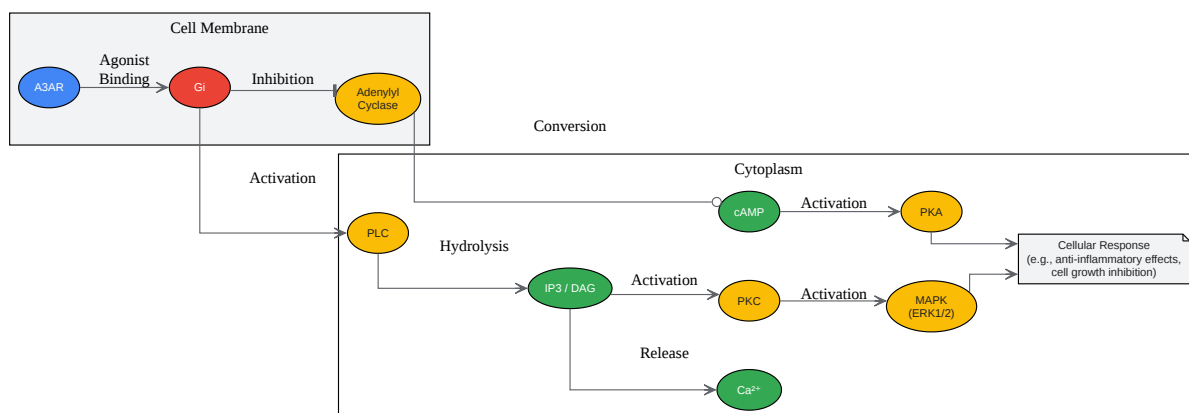 Cell Membrane
Agonist
Binding
A3AR
Gi
Inhibition
Adenylyl
Cyclase
Conversion
Cytoplasm
Activation
cAMP
Activation
PKA
PLC
Hydrolysis
Cellular Response
(e.g., anti-inflammatory effects,
cell growth inhibition)
IP3 / DAG
Activation
PKC
Activation
MAPK
(ERK1/2)
Release
Ca²⁺